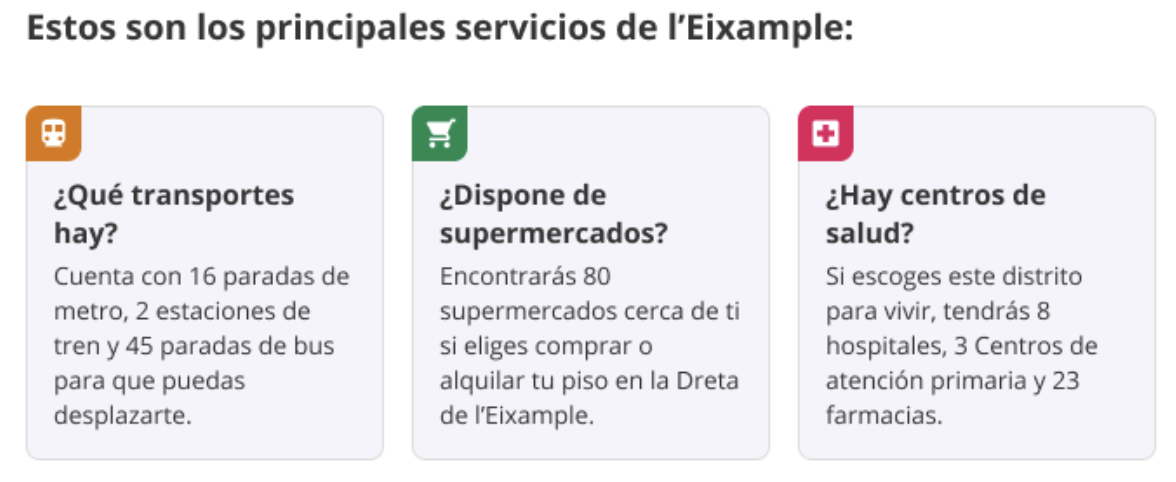 Estos son los principales servicios de l’Eixample:
¿Qué transportes
hay?
Cuenta con 16 paradas de
metro, 2 estaciones de
tren y 45 paradas de bus
para que puedas
desplazarte.
¿Dispone de
supermercados?
Encontrarás 80
supermercados cerca de ti
si eliges comprar o
alquilar tu piso en la Dreta
de l’Eixample.
¿Hay centros de
salud?
Si escoges este distrito
para vivir, tendrás 8
hospitales, 3 Centros de
atención primaria y 23
farmacias.